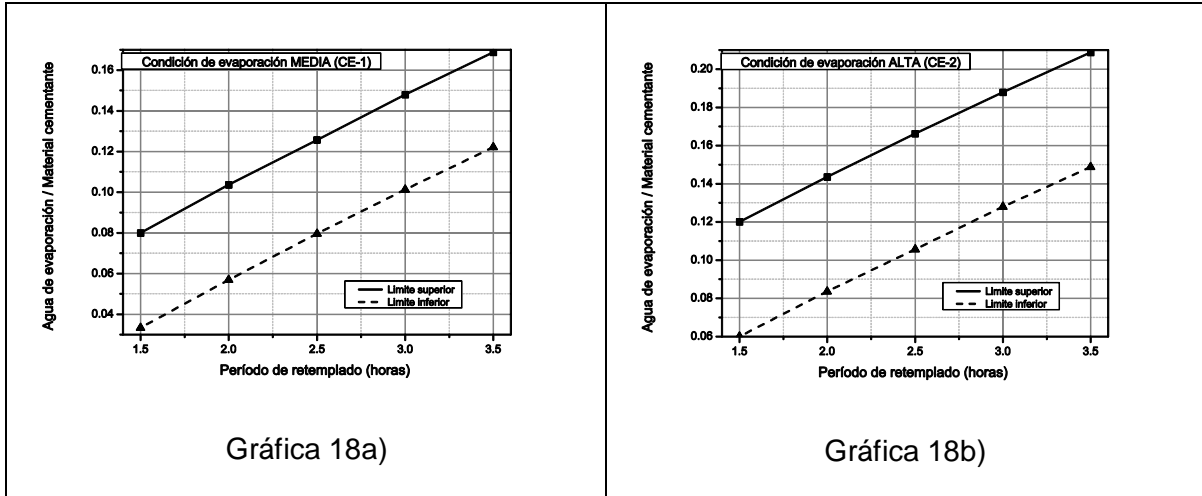 Condición de evaporación MEDIA (CE-1)
Agua de evaporación / Material cementante
0.16
0.14
0.12
0.10
0.08
0.06
0.04
Limite superior
Limite inferior
1.5 2.0 2.5 3.0 3.5
Período de retemplado (horas)
Gráfica 18a)
Condición de evaporación ALTA (CE-2)
Agua de evaporación / Material cementante
0.20
0.18
0.16
0.14
0.12
0.10
0.08
0.06
Limite superior
Limite inferior
1.5 2.0 2.5 3.0 3.5
Período de retemplado (horas)
Gráfica 18b)